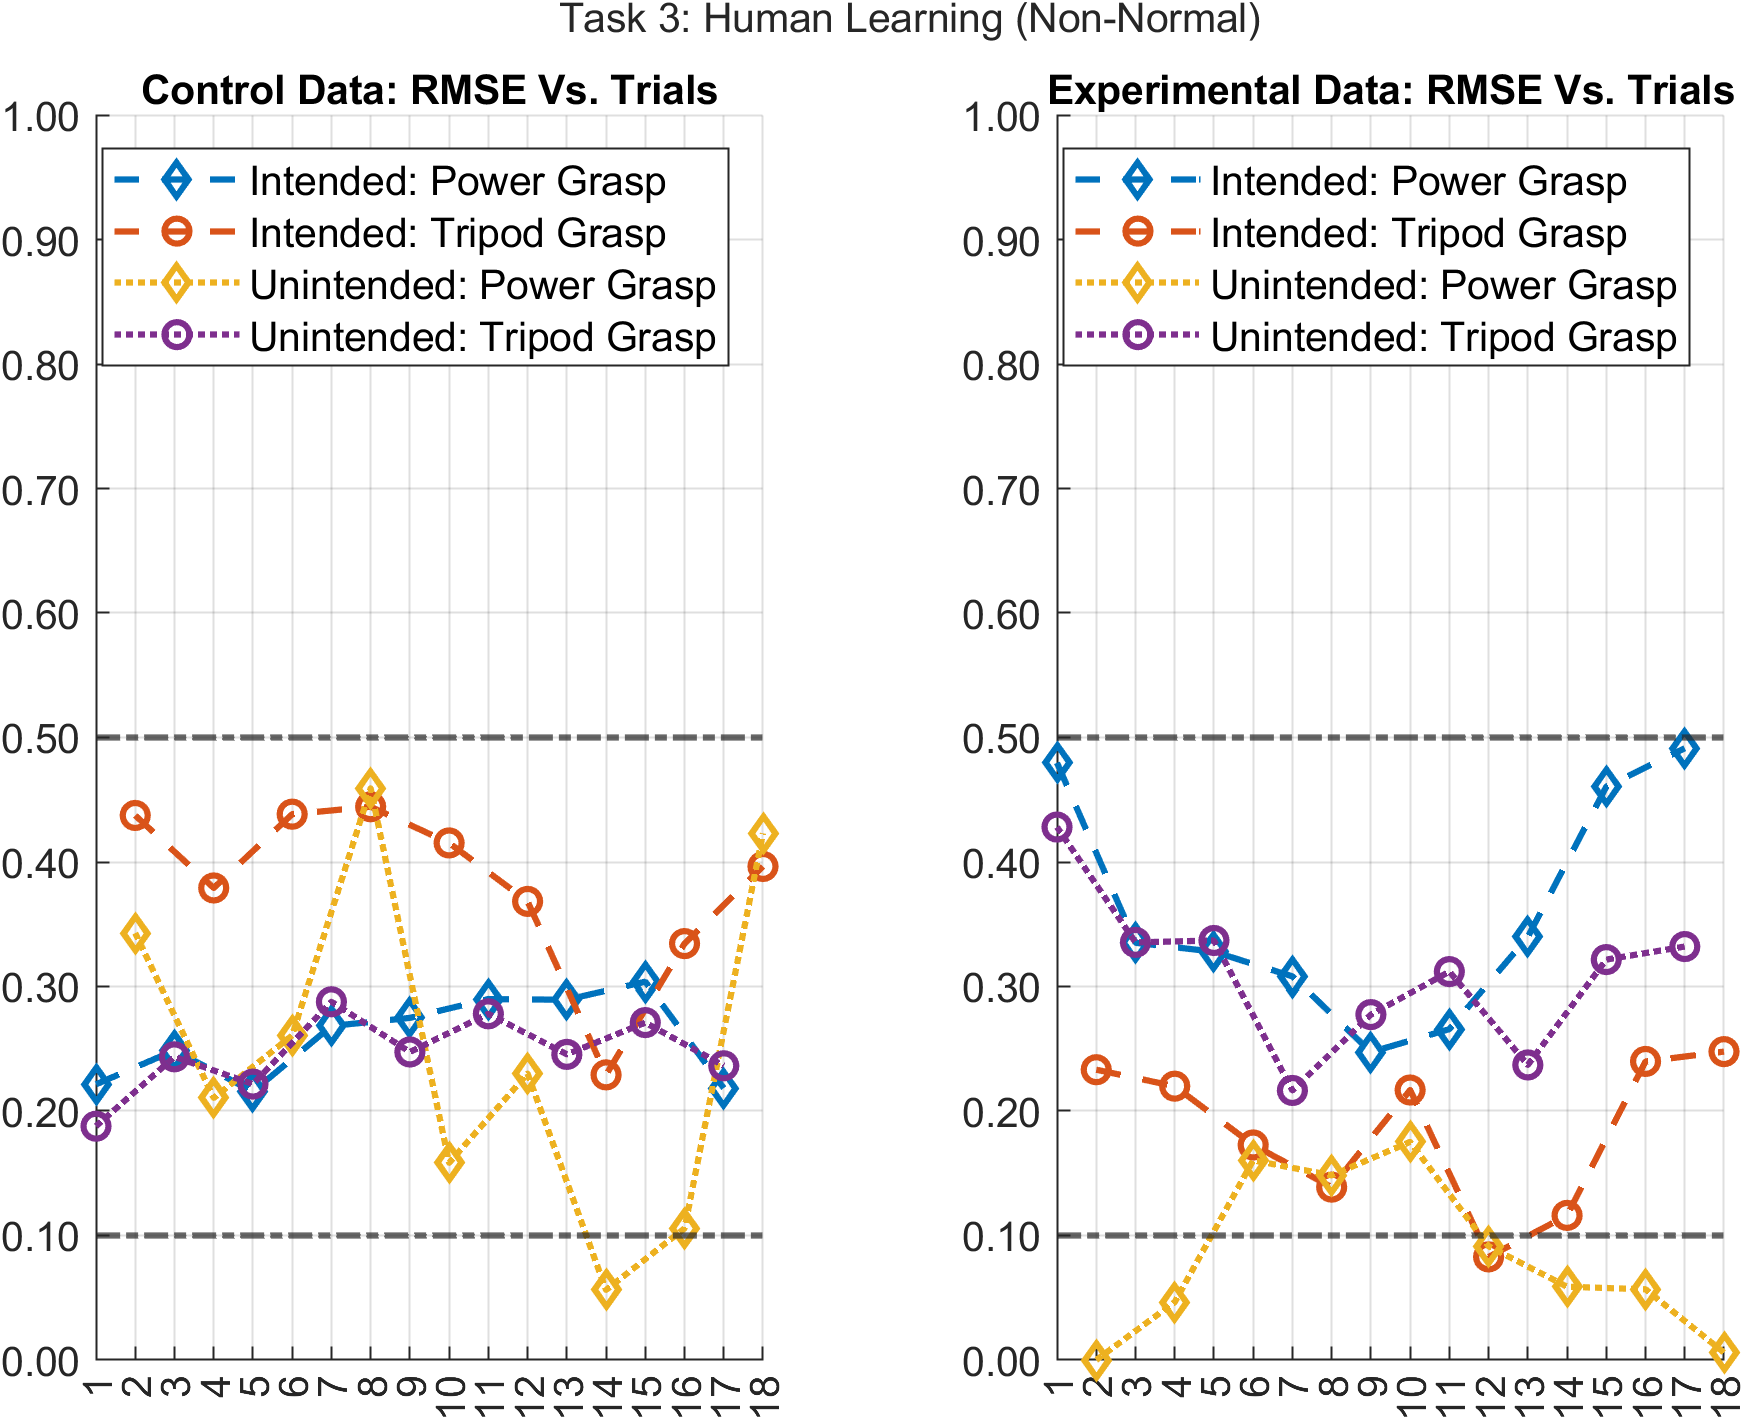 Task 3: Human Learning (Non-Normal)
Control Data: RMSE Vs. Trials
1.00
0.90
0.80
0.70
0.60
0.50
0.40
0.30
0.20
0.10
0.00
Intended: Power Grasp
Intended: Tripod Grasp
Unintended: Power Grasp
Unintended: Tripod Grasp
1 2 3 4 5 6 7 8 9 10 11 12 13 14 15 16 17 18
Experimental Data: RMSE Vs. Trials
1.00
0.90
0.80
0.70
0.60
0.50
0.40
0.30
0.20
0.10
0.00
Intended: Power Grasp
Intended: Tripod Grasp
Unintended: Power Grasp
Unintended: Tripod Grasp
1 2 3 4 5 6 7 8 9 10 11 12 13 14 15 16 17 18